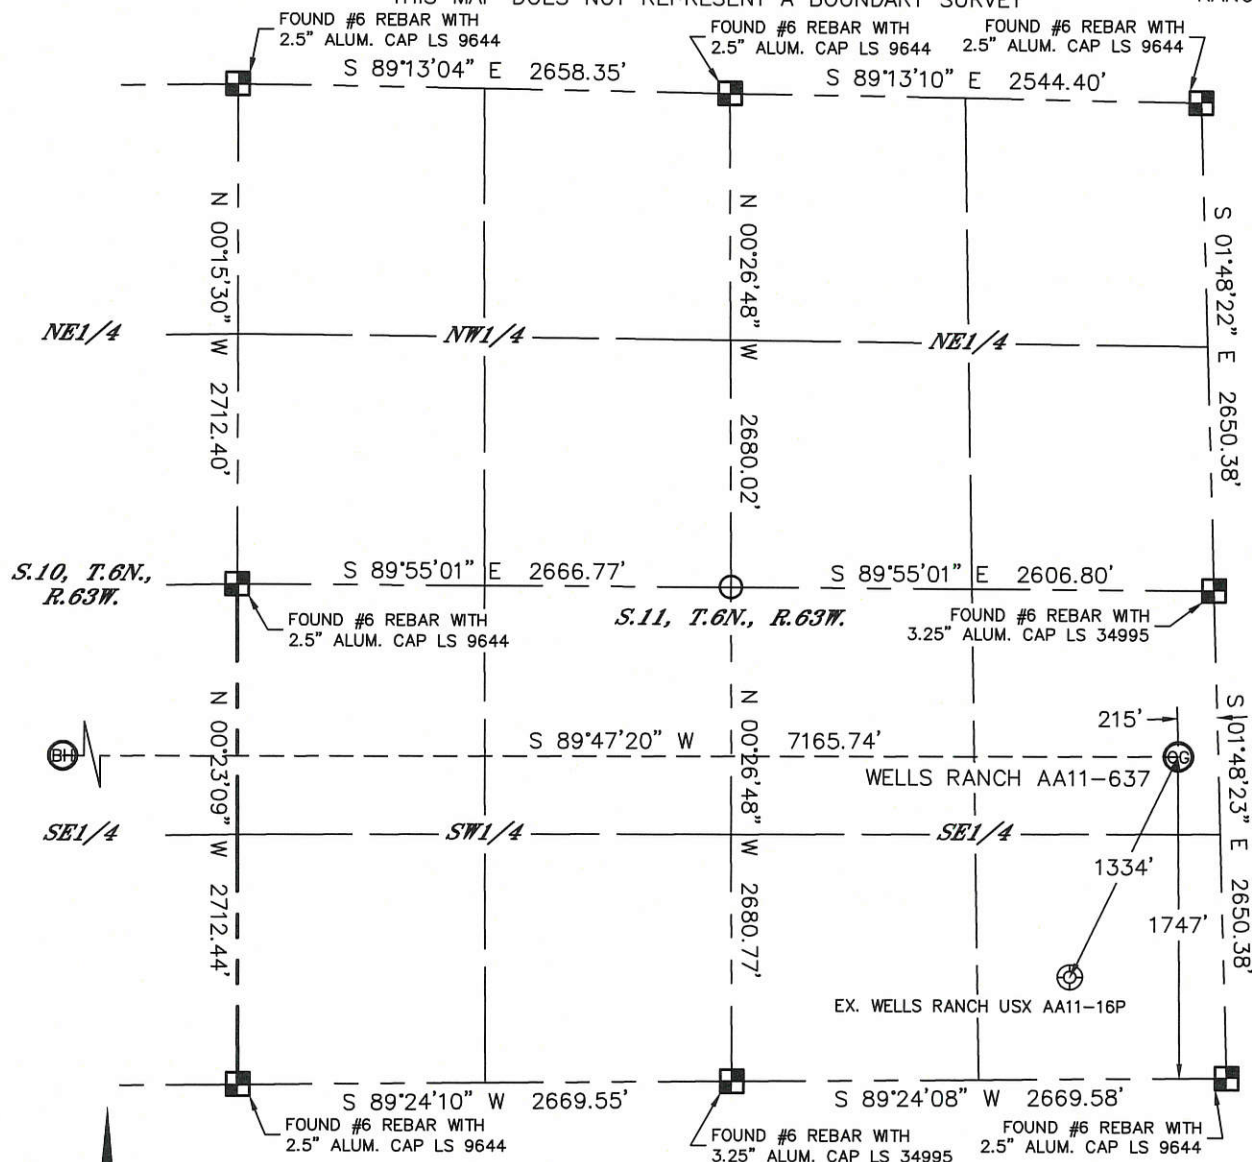 THIS MAP DOES NOT REPRESENT A BOUNDARY SURVEY
FOUND #6 REBAR WITH
2.5" ALUM. CAP LS 9644
FOUND #6 REBAR WITH
2.5" ALUM. CAP LS 9644
FOUND #6 REBAR WITH
2.5" ALUM. CAP LS 9644
S 89°13'04" E 2658.35'
S 89°13'10" E 2544.40'
N 00°15'30" W 2712.40'
N 00°26'48" W 2680.02'
S 01°48'22" E 2650.38'
NE1/4
NW1/4
NE1/4
S.10, T.6N.,
R.63W.
S 89°55'01" E 2666.77'
S 89°55'01" E 2606.80'
FOUND #6 REBAR WITH
2.5" ALUM. CAP LS 9644
S.11, T.6N., R.63W.
FOUND #6 REBAR WITH
3.25" ALUM. CAP LS 34995
N 00°23'09" W 2712.44'
N 00°26'48" W 2680.77'
S 01°48'23" E 2650.38'
215'
BH
S 89°47'20" W 7165.74'
OG
WELLS RANCH AA11-637
SE1/4
SW1/4
SE1/4
1334'
1747'
EX. WELLS RANCH USX AA11-16P
S 89°24'10" W 2669.55'
S 89°24'08" W 2669.58'
FOUND #6 REBAR WITH
2.5" ALUM. CAP LS 9644
FOUND #6 REBAR WITH
3.25" ALUM. CAP LS 34995
FOUND #6 REBAR WITH
2.5" ALUM. CAP LS 9644